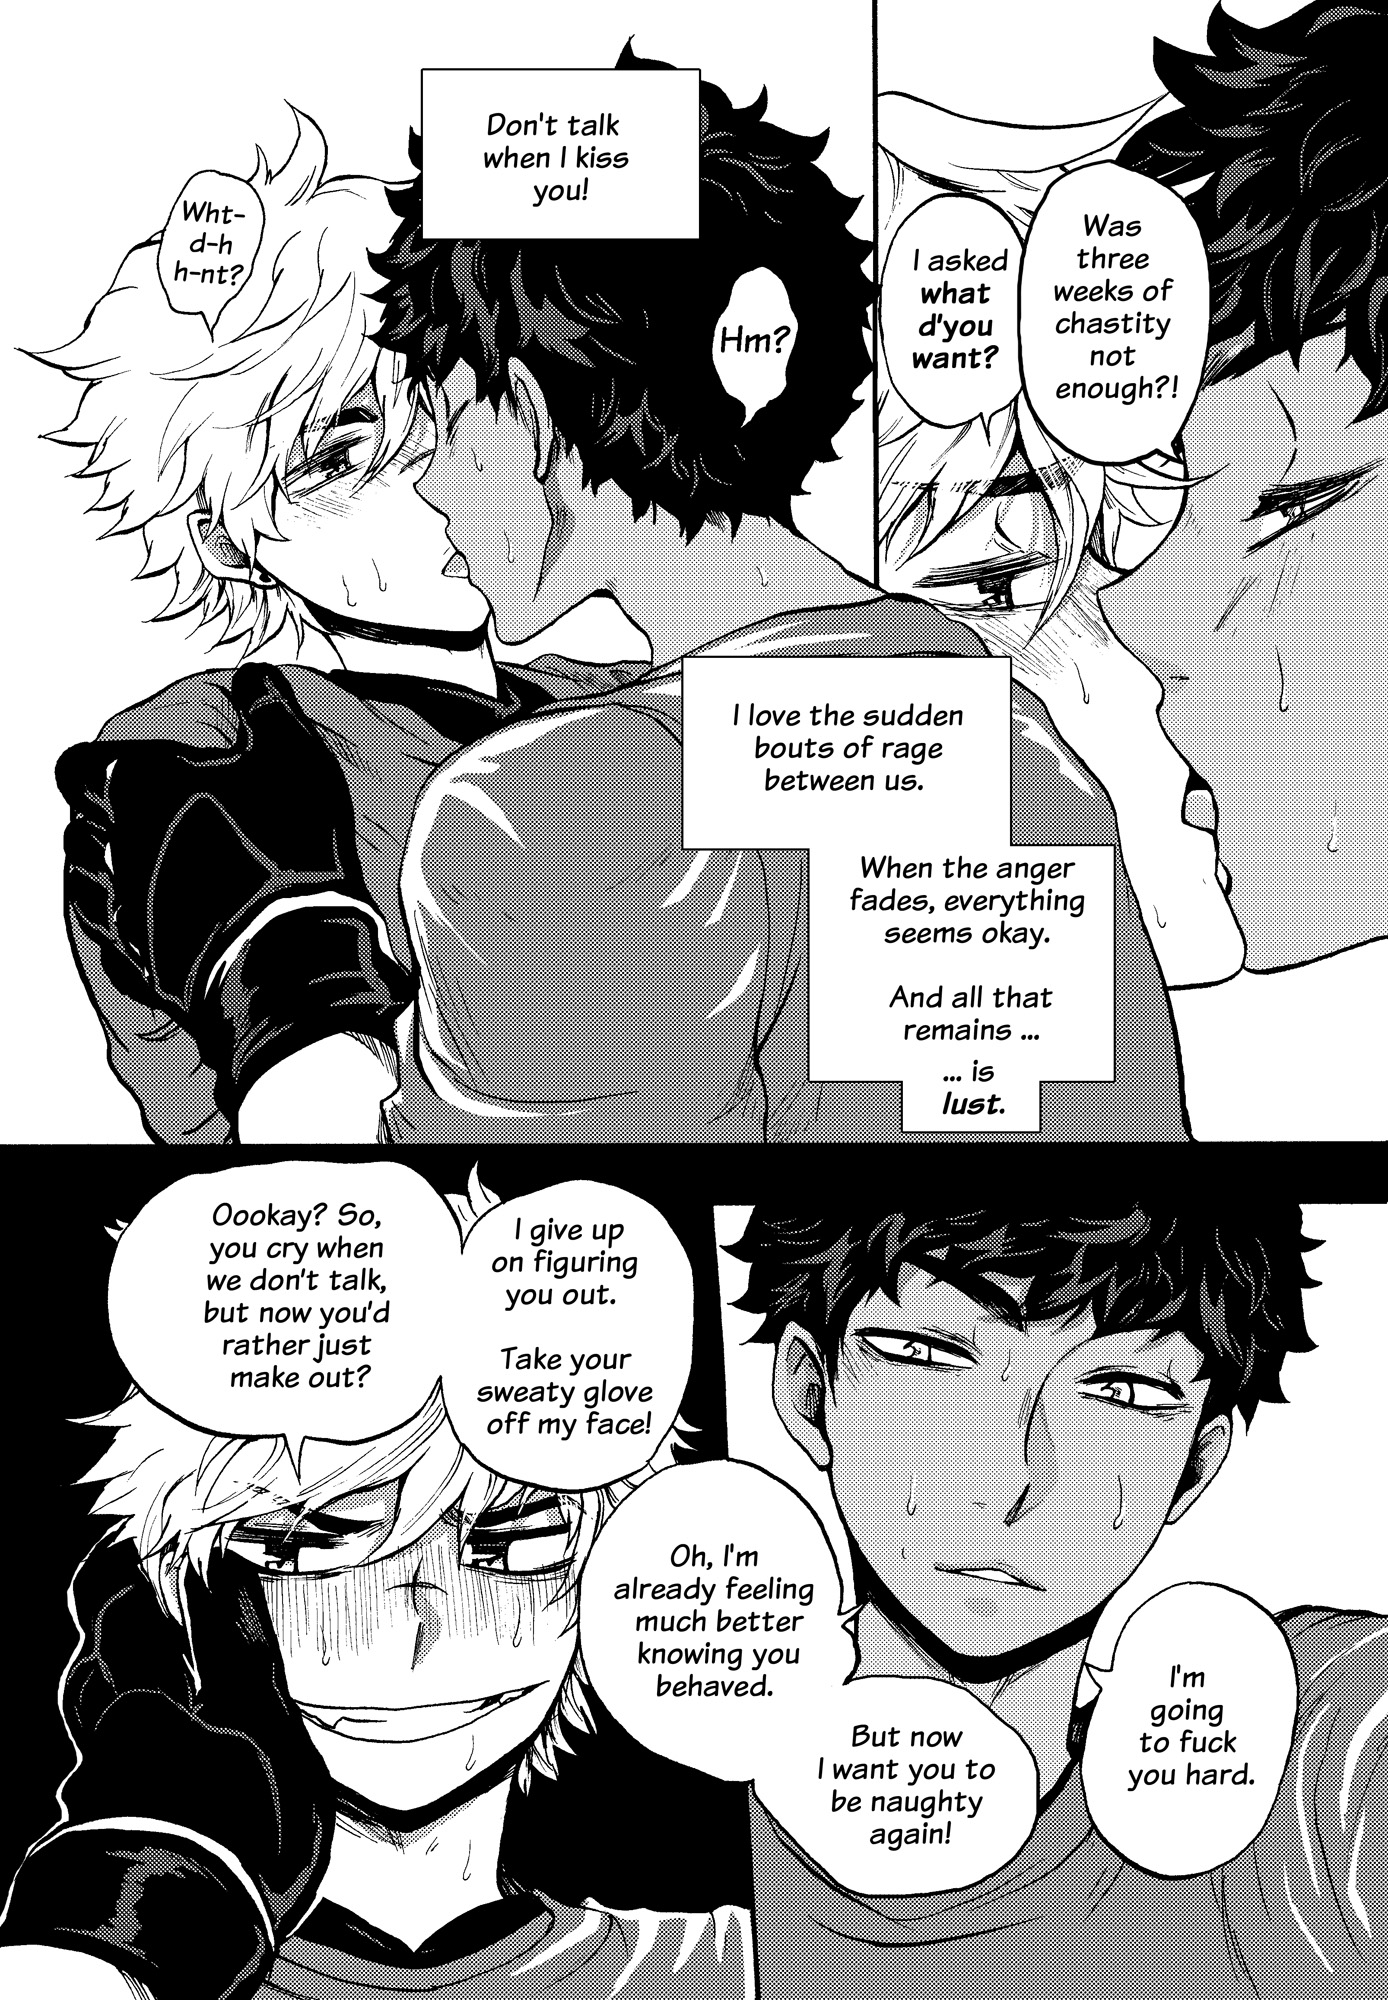 Don't talk
when I kiss
you!
Wht-
d-h
h-nt?
Hm?
I asked
what
d'you
want?
Was
three
weeks of
chastity
not
enough?!
I love the sudden
bouts of rage
between us.
When the anger
fades, everything
seems okay.
And all that
remains ...
... is
lust.
Oookay? So,
you cry when
we don't talk,
but now you'd
rather just
make out?
I give up
on figuring
you out.
Take your
sweaty glove
off my face!
Oh, I'm
already feeling
much better
knowing you
behaved.
But now
I want you to
be naughty
again!
I'm
going
to fuck
you hard.